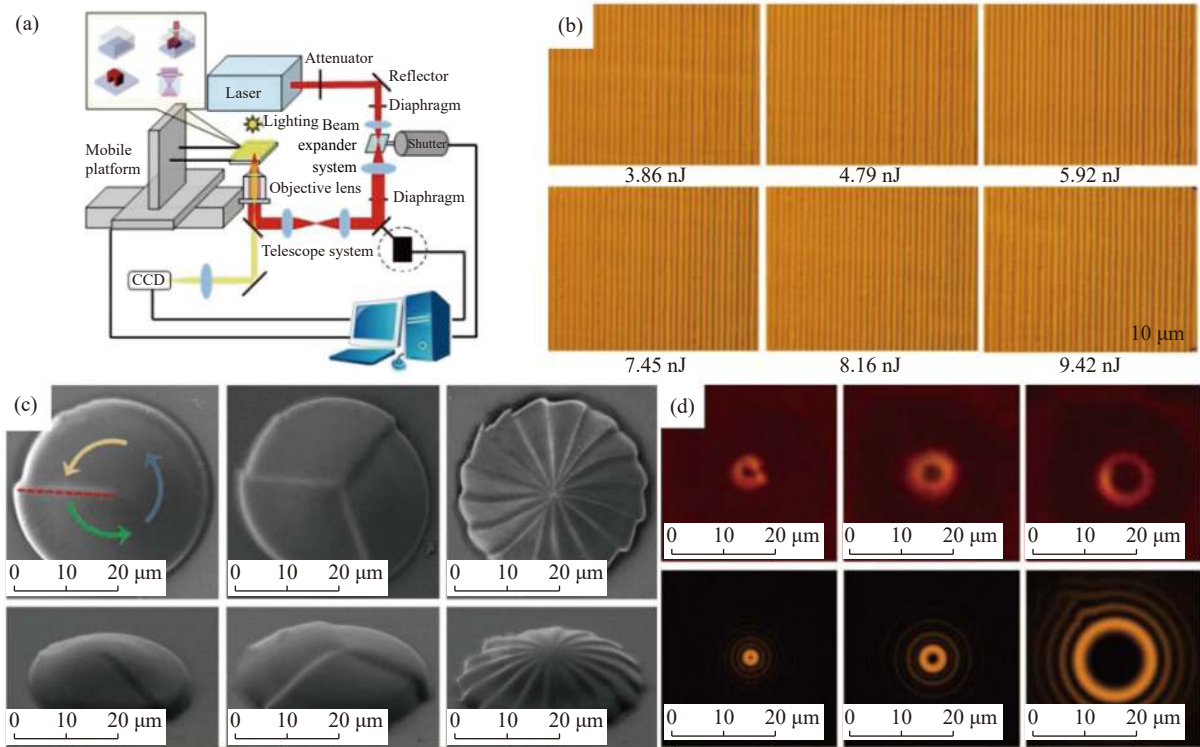 (a)
Laser
Attenuator
Reflector
Diaphragm
Lighting
Beam
expander
system
Shutter
Mobile
platform
Objective lens
Diaphragm
Telescope system
CCD
(b)
3.86 nJ
4.79 nJ
5.92 nJ
7.45 nJ
8.16 nJ
9.42 nJ
10 μm
(c)
0 10 20 μm
0 10 20 μm
0 10 20 μm
0 10 20 μm
0 10 20 μm
0 10 20 μm
(d)
0 10 20 μm
0 10 20 μm
0 10 20 μm
0 10 20 μm
0 10 20 μm
0 10 20 μm